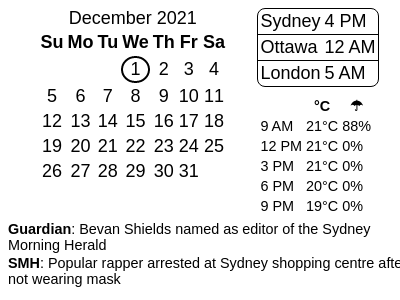 December 2021
Su Mo Tu We Th Fr Sa
1 2 3 4
5 6 7 8 9 10 11
12 13 14 15 16 17 18
19 20 21 22 23 24 25
26 27 28 29 30 31
Sydney 4 PM
Ottawa 12 AM
London 5 AM
°C ☂
9 AM 21°C 88%
12 PM 21°C 0%
3 PM 21°C 0%
6 PM 20°C 0%
9 PM 19°C 0%
Guardian: Bevan Shields named as editor of the Sydney
Morning Herald
SMH: Popular rapper arrested at Sydney shopping centre afte
not wearing mask